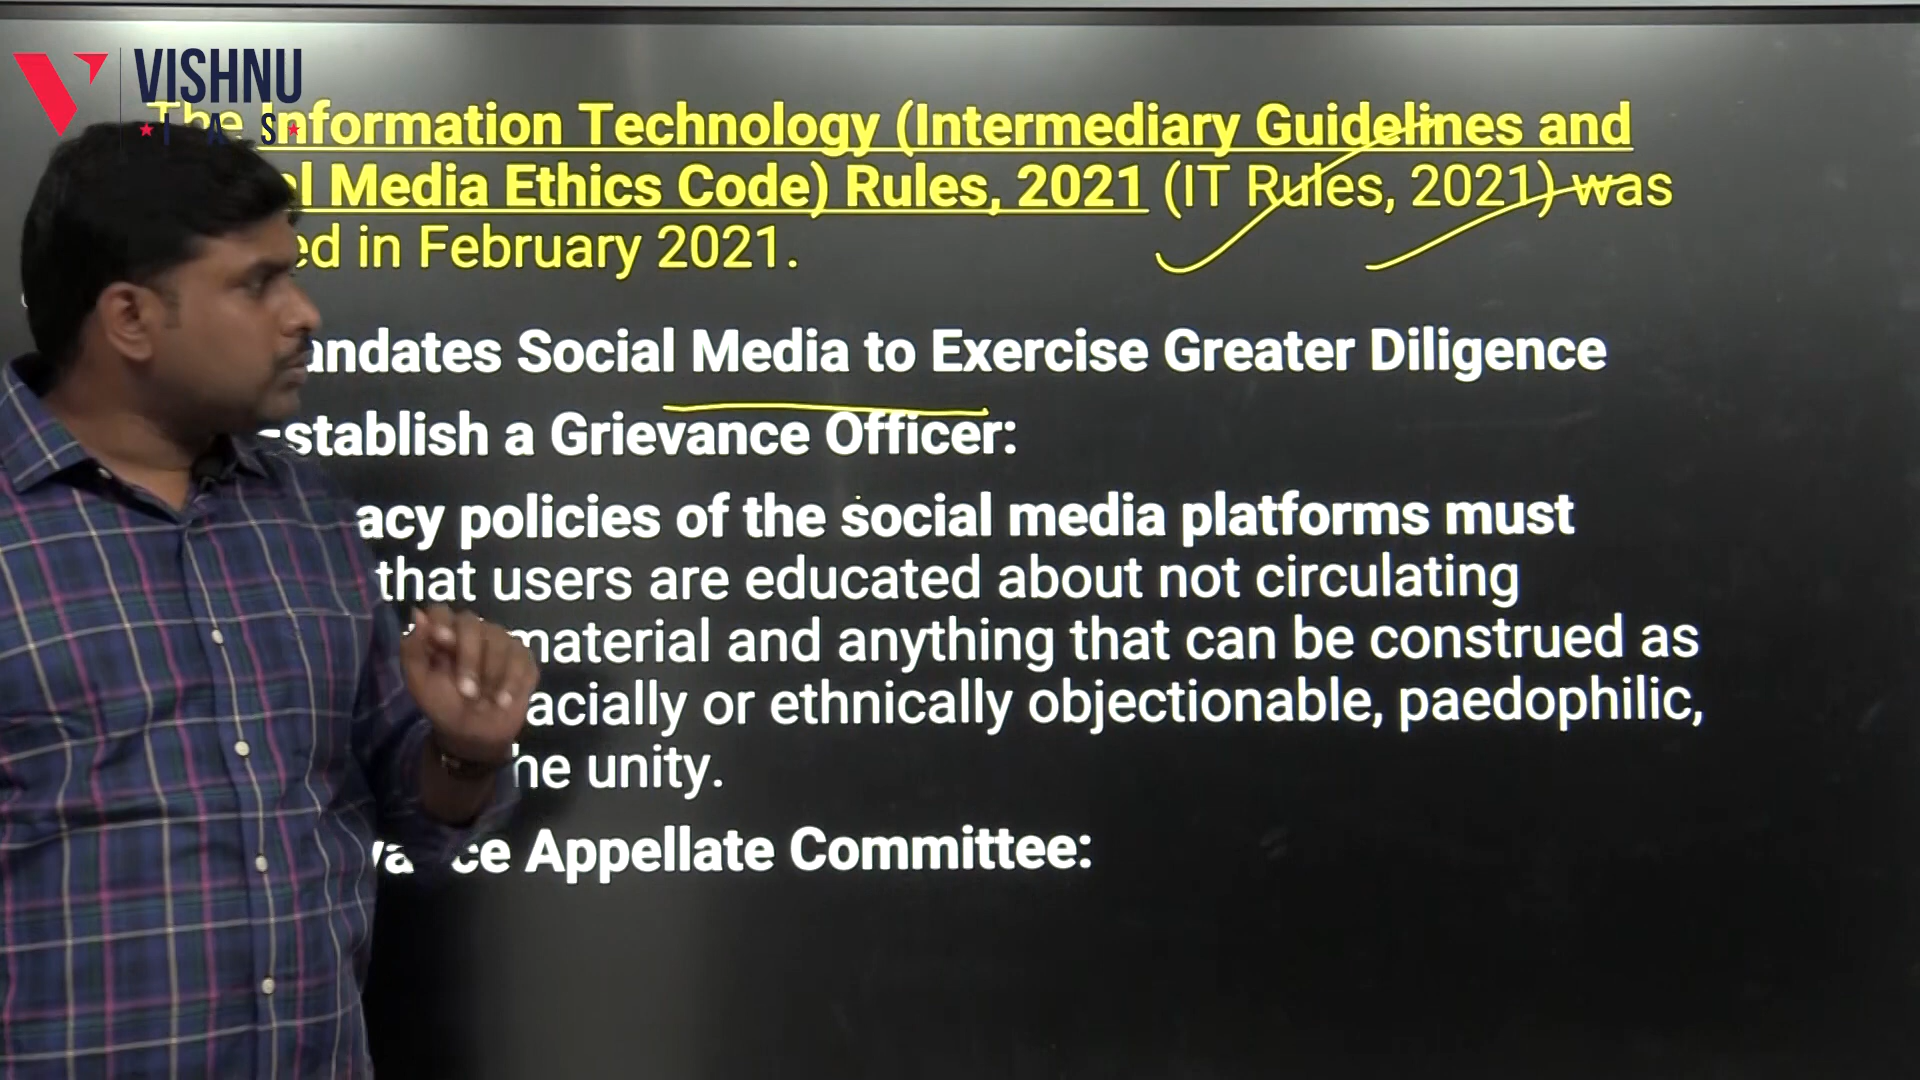 VISHNU
IAS
The Information Technology (Intermediary Guidelines and
Media Ethics Code) Rules, 2021 (IT Rules, 2021) was
in February 2021.
Social Media to Exercise Greater Diligence
a Grievance Officer:
policies of the social media platforms must
that users are educated about not circulating
material and anything that can be construed as
or ethnically objectionable, paedophilic,
unity.
Appellate Committee: